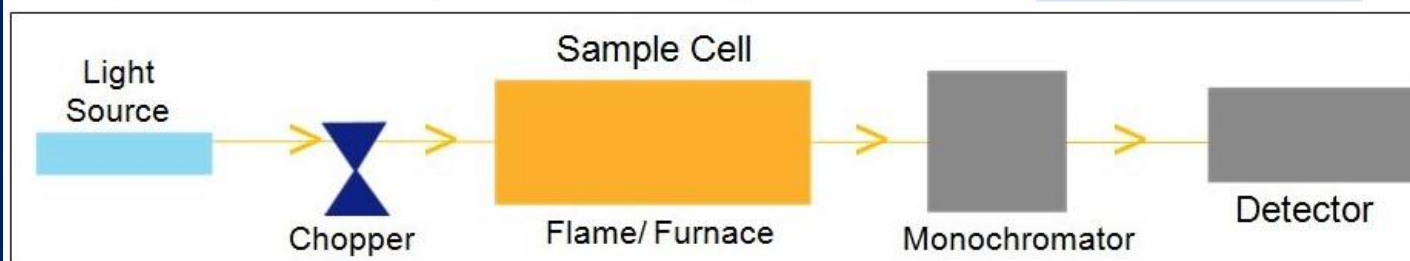 Light
Source
Chopper
Sample Cell
Flame/ Furnace
Monochromator
Detector